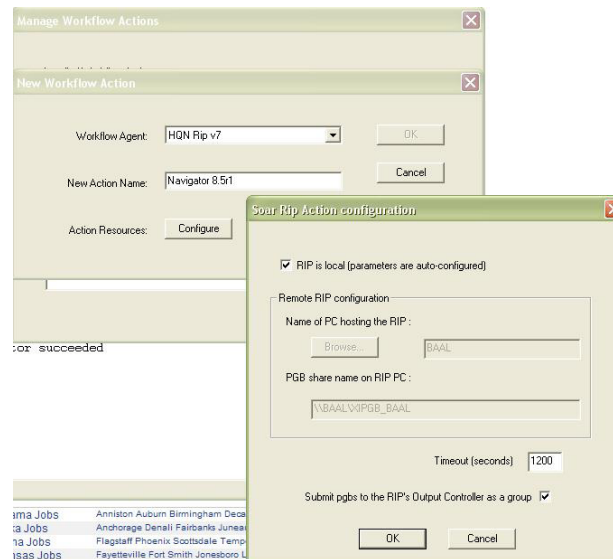 Manage Workflow Actions
New Workflow Action
Workflow Agent: HQN Rip v7 OK
New Action Name: Navigator 8.5r1 Cancel
Action Resources: Configure
Soar Rip Action configuration
RIP is local (parameters are auto-configured)
Remote RIP configuration
Name of PC hosting the RIP :
Browse... BAAL
PGB share name on RIP PC :
\\BAAL\XIPGB_BAAL
tor succeeded
Timeout (seconds) 1200
Submit pgbs to the RIP's Output Controller as a group
OK Cancel
ama Jobs Anniston Auburn Birmingham Deca
ka Jobs Anchorage Denali Fairbanks Juneau
na Jobs Flagstaff Phoenix Scottsdale Temp
nsas Jobs Fayetteville Fort Smith Jonesboro L